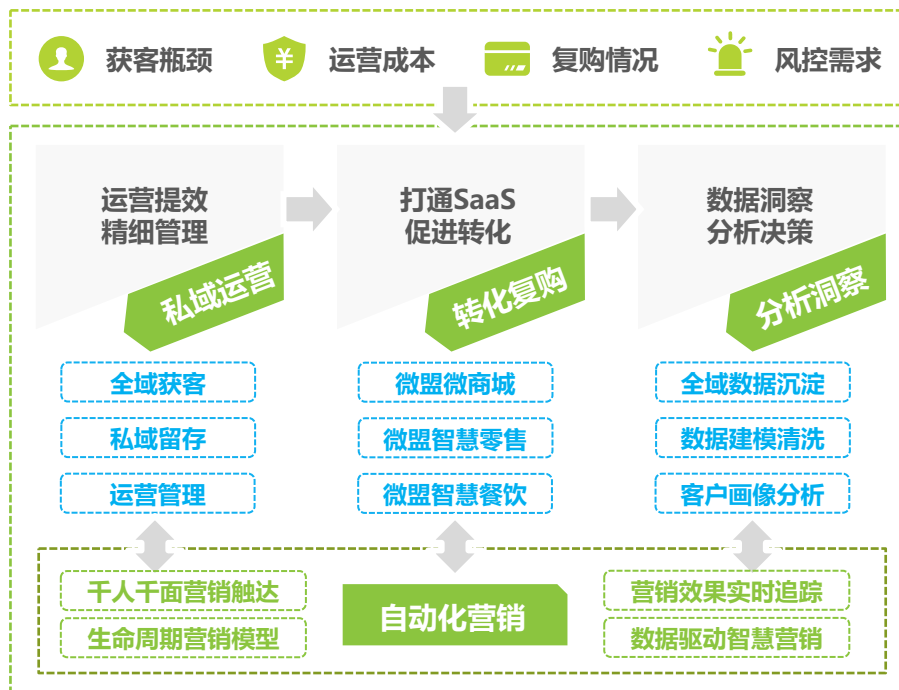 获客瓶颈
¥
运营成本
复购情况
风控需求
运营提效
精细管理
私域运营
打通SaaS
促进转化
转化复购
数据洞察
分析决策
分析洞察
全域获客
私域留存
运营管理
微盟微商城
微盟智慧零售
微盟智慧餐饮
全域数据沉淀
数据建模清洗
客户画像分析
千人千面营销触达
生命周期营销模型
自动化营销
营销效果实时追踪
数据驱动智慧营销